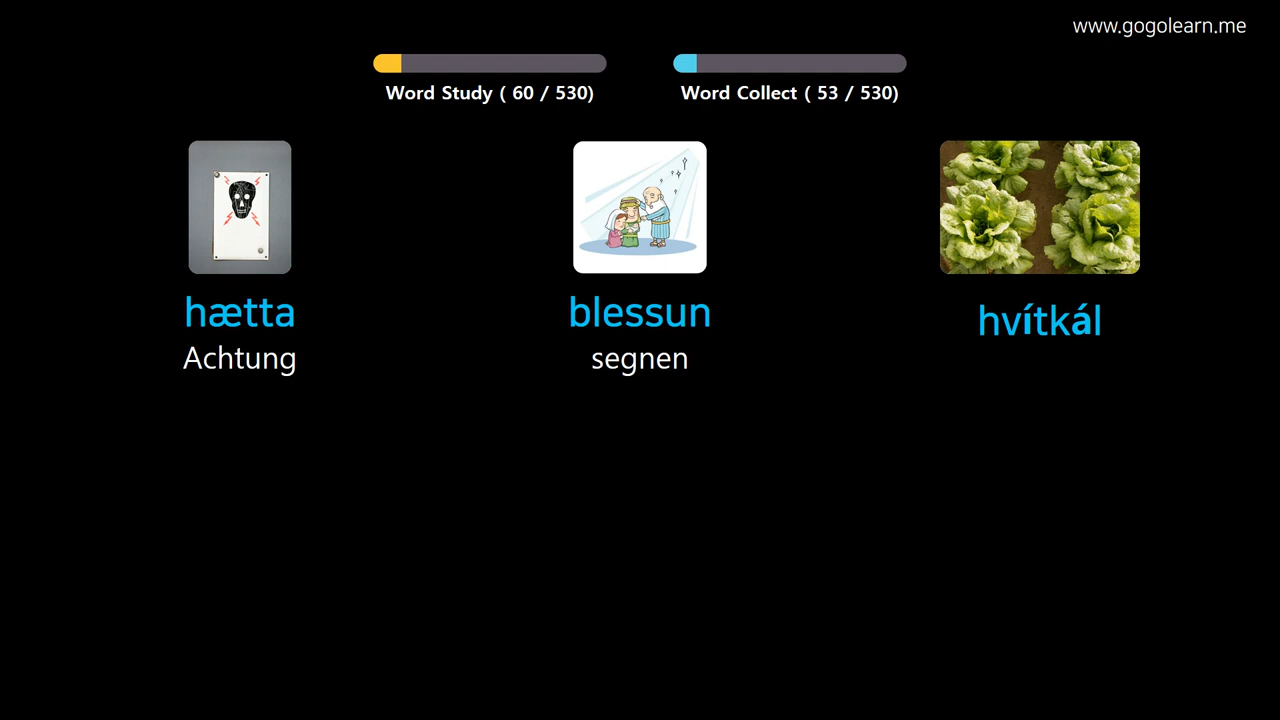 www.gogolearn.me
Word Study ( 60 / 530)
Word Collect ( 53 / 530)
hætta
Achtung
blessun
segnen
hvítkál